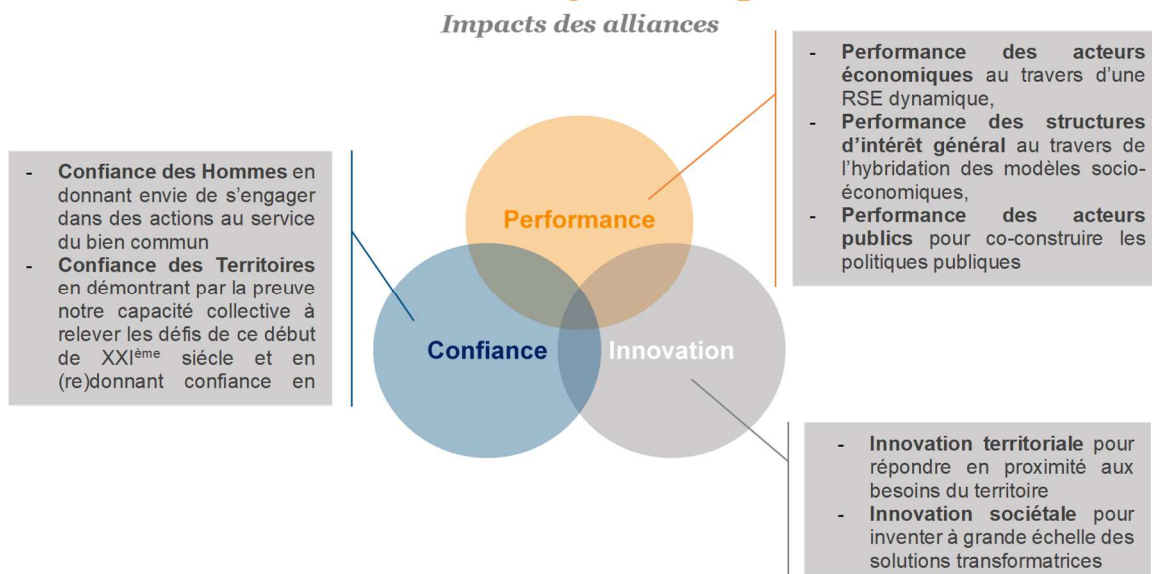 Impacts des alliances
- Performance des acteurs
économiques au travers d'une
RSE dynamique,
- Performance des structures
d'intérêt général au travers de
l'hybridation des modèles socio-
économiques,
- Performance des acteurs
publics pour co-construire les
politiques publiques
- Confiance des Hommes en
donnant envie de s'engager
dans des actions au service
du bien commun
- Confiance des Territoires
en démontrant par la preuve
notre capacité collective à
relever les défis de ce début
de XXIème siécle et en
(re)donnant confiance en
Performance
Confiance
Innovation
- Innovation territoriale pour
répondre en proximité aux
besoins du territoire
- Innovation sociétale pour
inventer à grande échelle des
solutions transformatrices